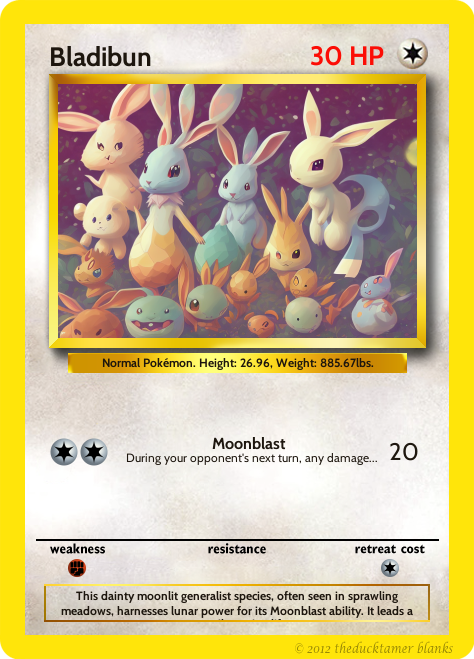 Bladibun
30 HP
Normal Pokémon. Height: 26.96, Weight: 885.67lbs.
Moonblast
20
During your opponent's next turn, any damage...
weakness
resistance
retreat cost
This dainty moonlit generalist species, often seen in sprawling
meadows, harnesses lunar power for its Moonblast ability. It leads a
© 2012 theducktamer blanks